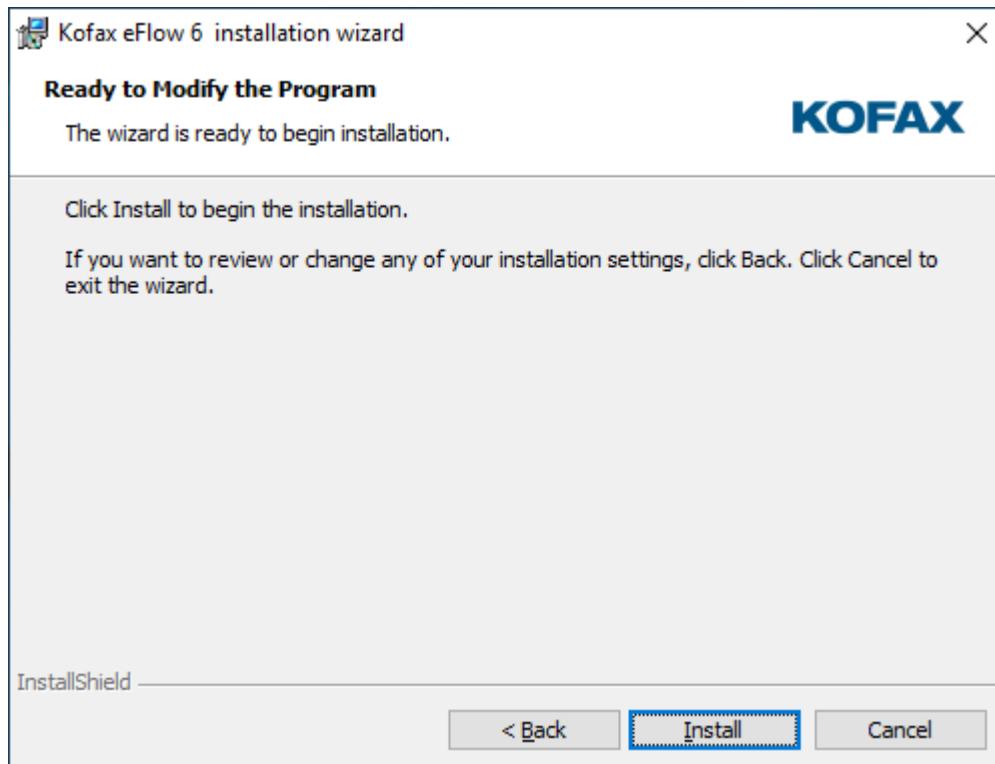 Kofax eFlow 6  installation wizard
Ready to Modify the Program
The wizard is ready to begin installation.
KOFAX
Click Install to begin the installation.
If you want to review or change any of your installation settings, click Back. Click Cancel to
exit the wizard.
InstallShield
< Back
Install
Cancel